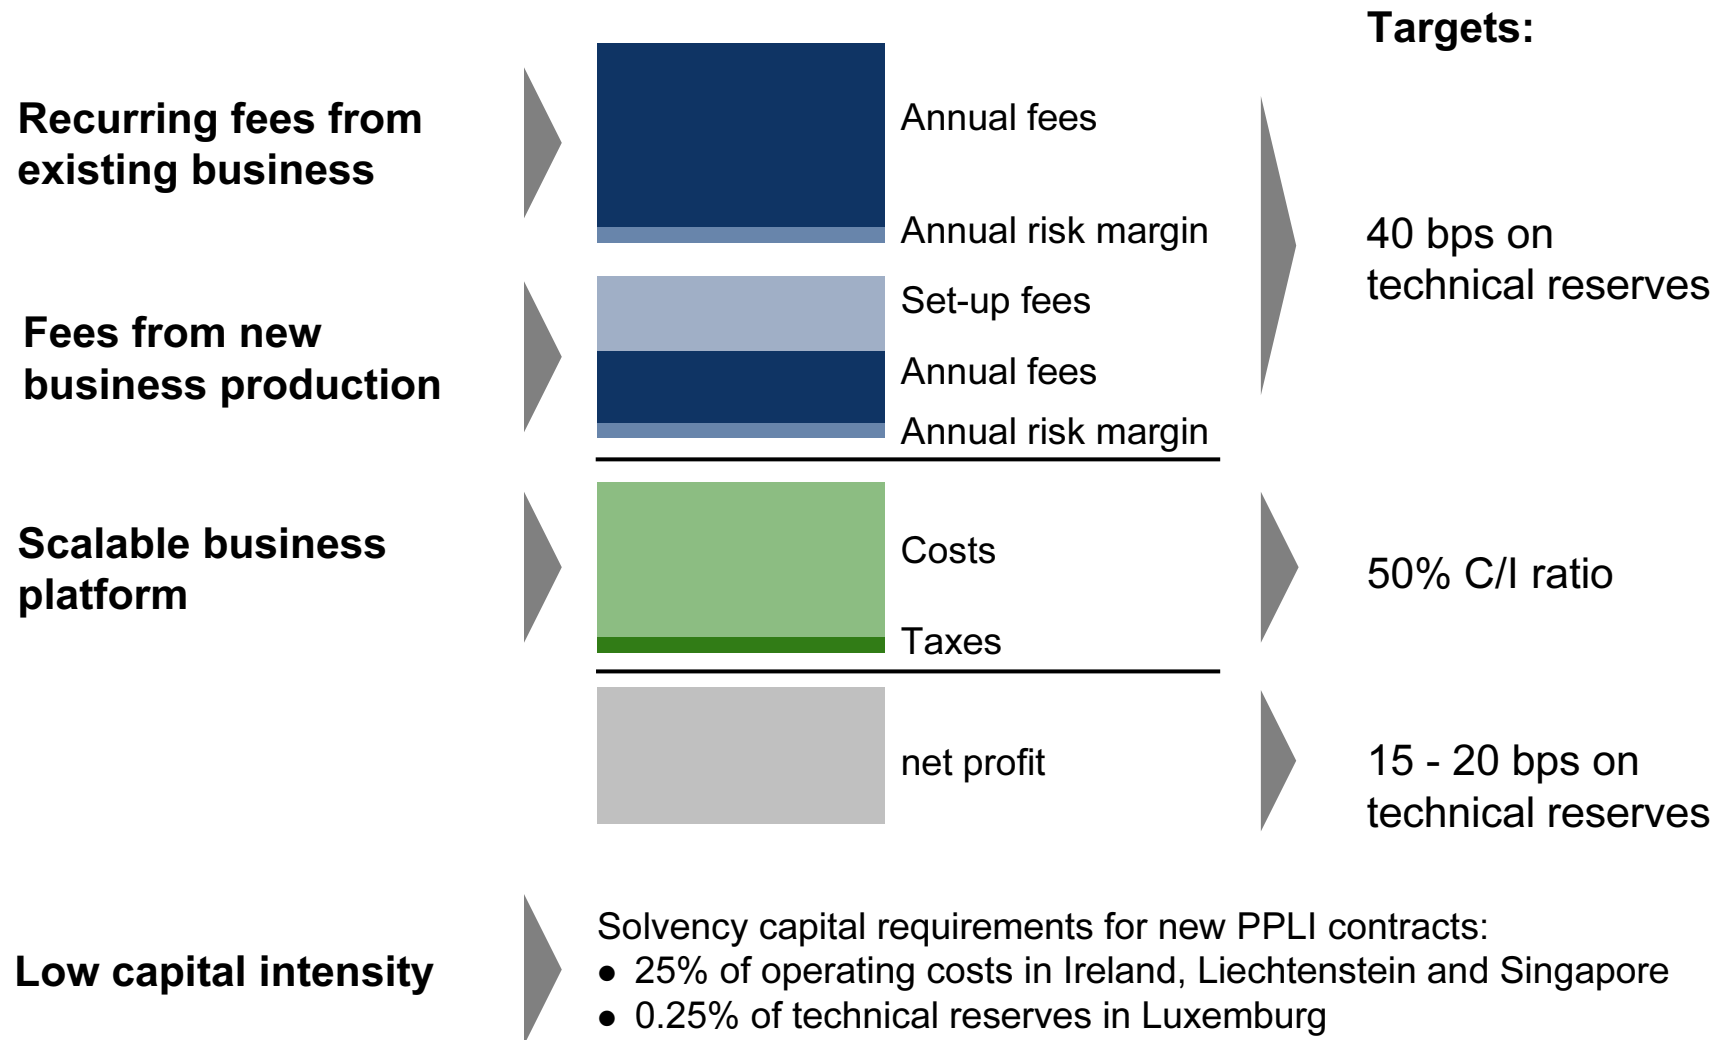 Targets:
Recurring fees from
existing business
Annual fees
Annual risk margin
40 bps on
technical reserves
Fees from new
business production
Set-up fees
Annual fees
Annual risk margin
Scalable business
platform
Costs
Taxes
50% C/I ratio
net profit
15 - 20 bps on
technical reserves
Low capital intensity
Solvency capital requirements for new PPLI contracts:
● 25% of operating costs in Ireland, Liechtenstein and Singapore
● 0.25% of technical reserves in Luxemburg